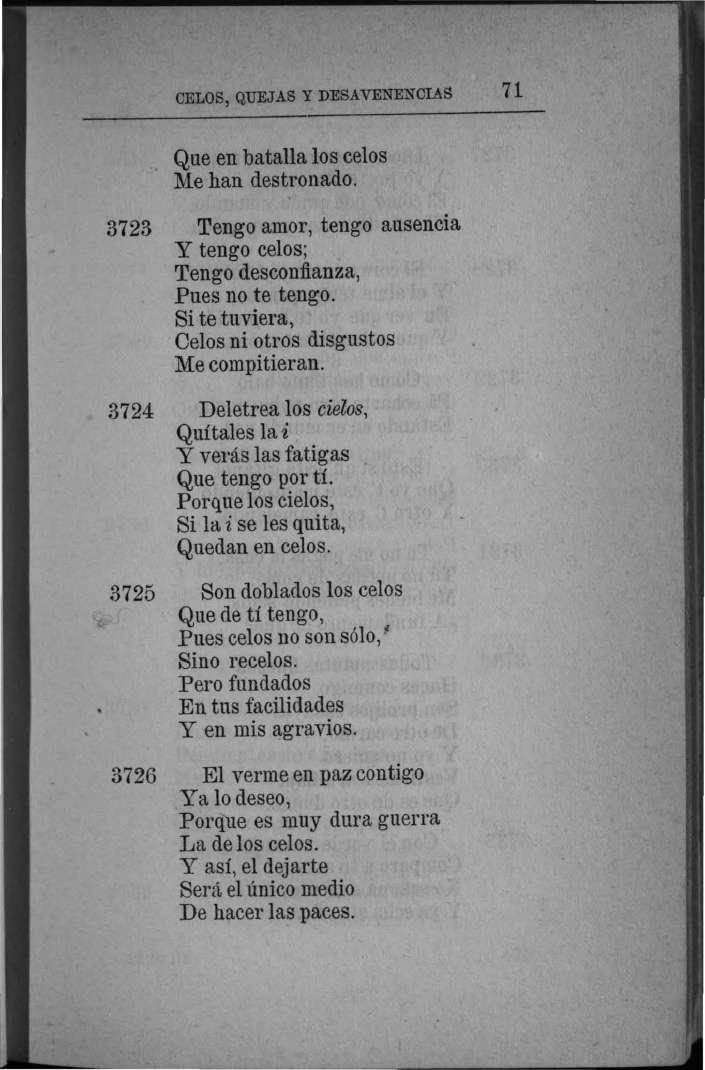 CELOS, QUEJAS Y DESAVENENCIAS 71
Que en batalla los celos
Me han destronado.
3723 Tengo amor, tengo ausencia
Y tengo celos;
Tengo desconfianza,
Pues no te tengo.
Si te tuviera,
Celos ni otros disgustos
Me compitieran.
3724 Deletrea los cielos,
Quítales la i
Y verás las fatigas
Que tengo por tí.
Porque los cielos,
Si la i se les quita,
Quedan en celos.
3725 Son doblados los celos
Que de tí tengo,
Pues celos no son sólo,
Sino recelos.
Pero fundados
En tus facilidades
Y en mis agravios.
3726 El verme en paz contigo
Ya lo deseo,
Porque es muy dura guerra
La de los celos.
Y así, el dejarte
Será el único medio
De hacer las paces.